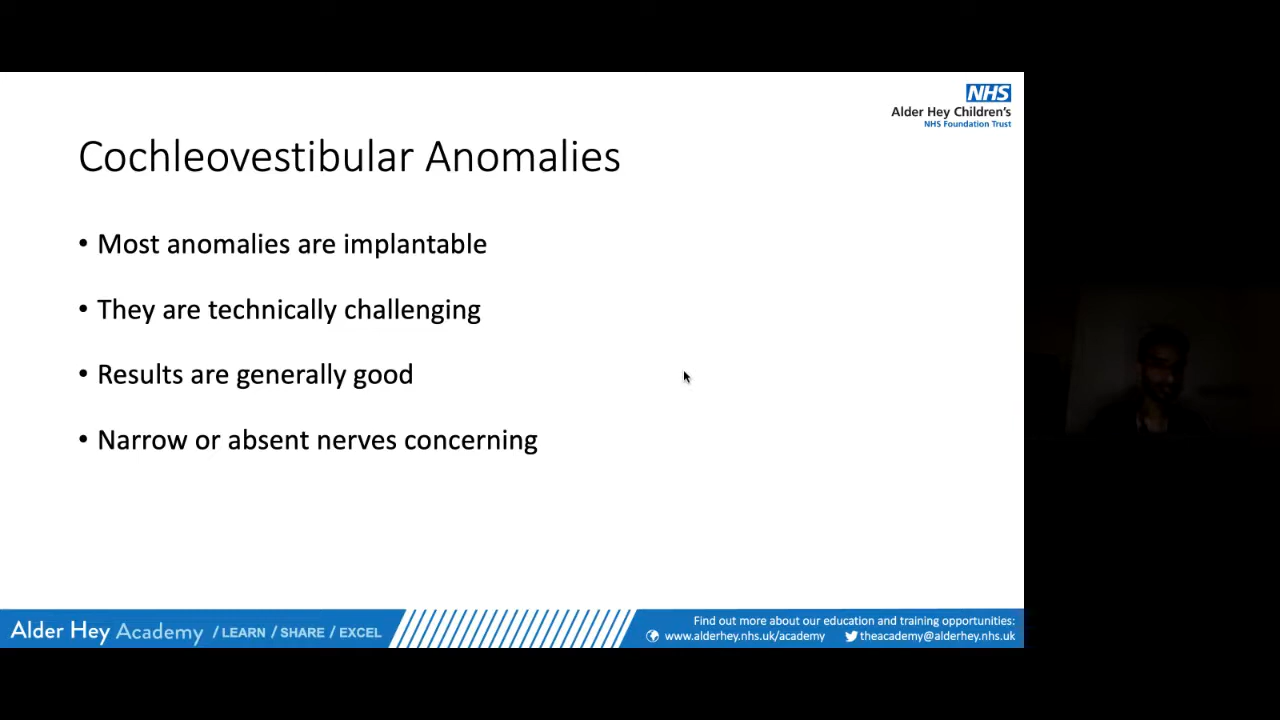 NHS
Alder Hey Children's
NHS Foundation Trust
Cochleovestibular Anomalies
• Most anomalies are implantable
• They are technically challenging
• Results are generally good
• Narrow or absent nerves concerning
Alder Hey Academy / LEARN / SHARE / EXCEL
Find out more about our education and training opportunities:
www.alderhey.nhs.uk/academy theacademy@alderhey.nhs.uk